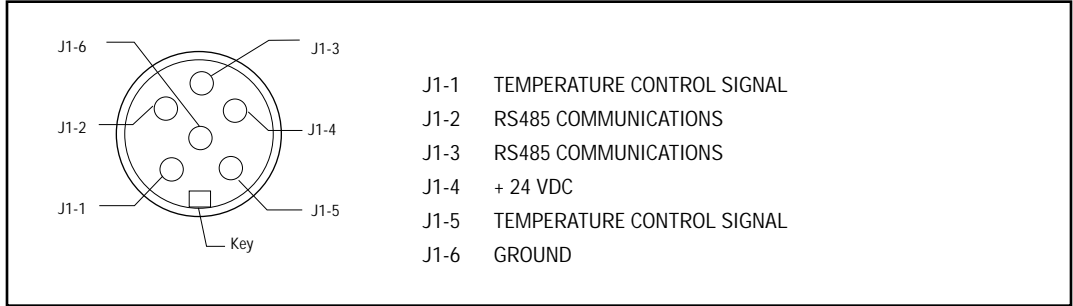 J1-6
J1-3
J1-2
J1-4
J1-1
J1-5
Key
J1-1 TEMPERATURE CONTROL SIGNAL
J1-2 RS485 COMMUNICATIONS
J1-3 RS485 COMMUNICATIONS
J1-4 + 24 VDC
J1-5 TEMPERATURE CONTROL SIGNAL
J1-6 GROUND